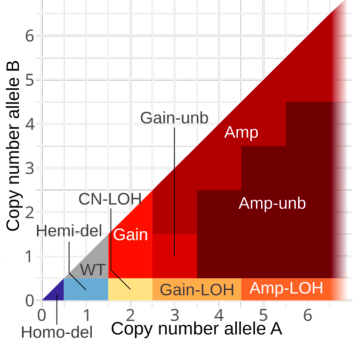 Copy number allele B
6
5
4
3
2
1
0
Gain-unb
Amp
CN-LOH
Amp-unb
Hemi-del
Gain
WT
Gain-LOH
Amp-LOH
0 1 2 3 4 5 6
Homo-del
Copy number allele A